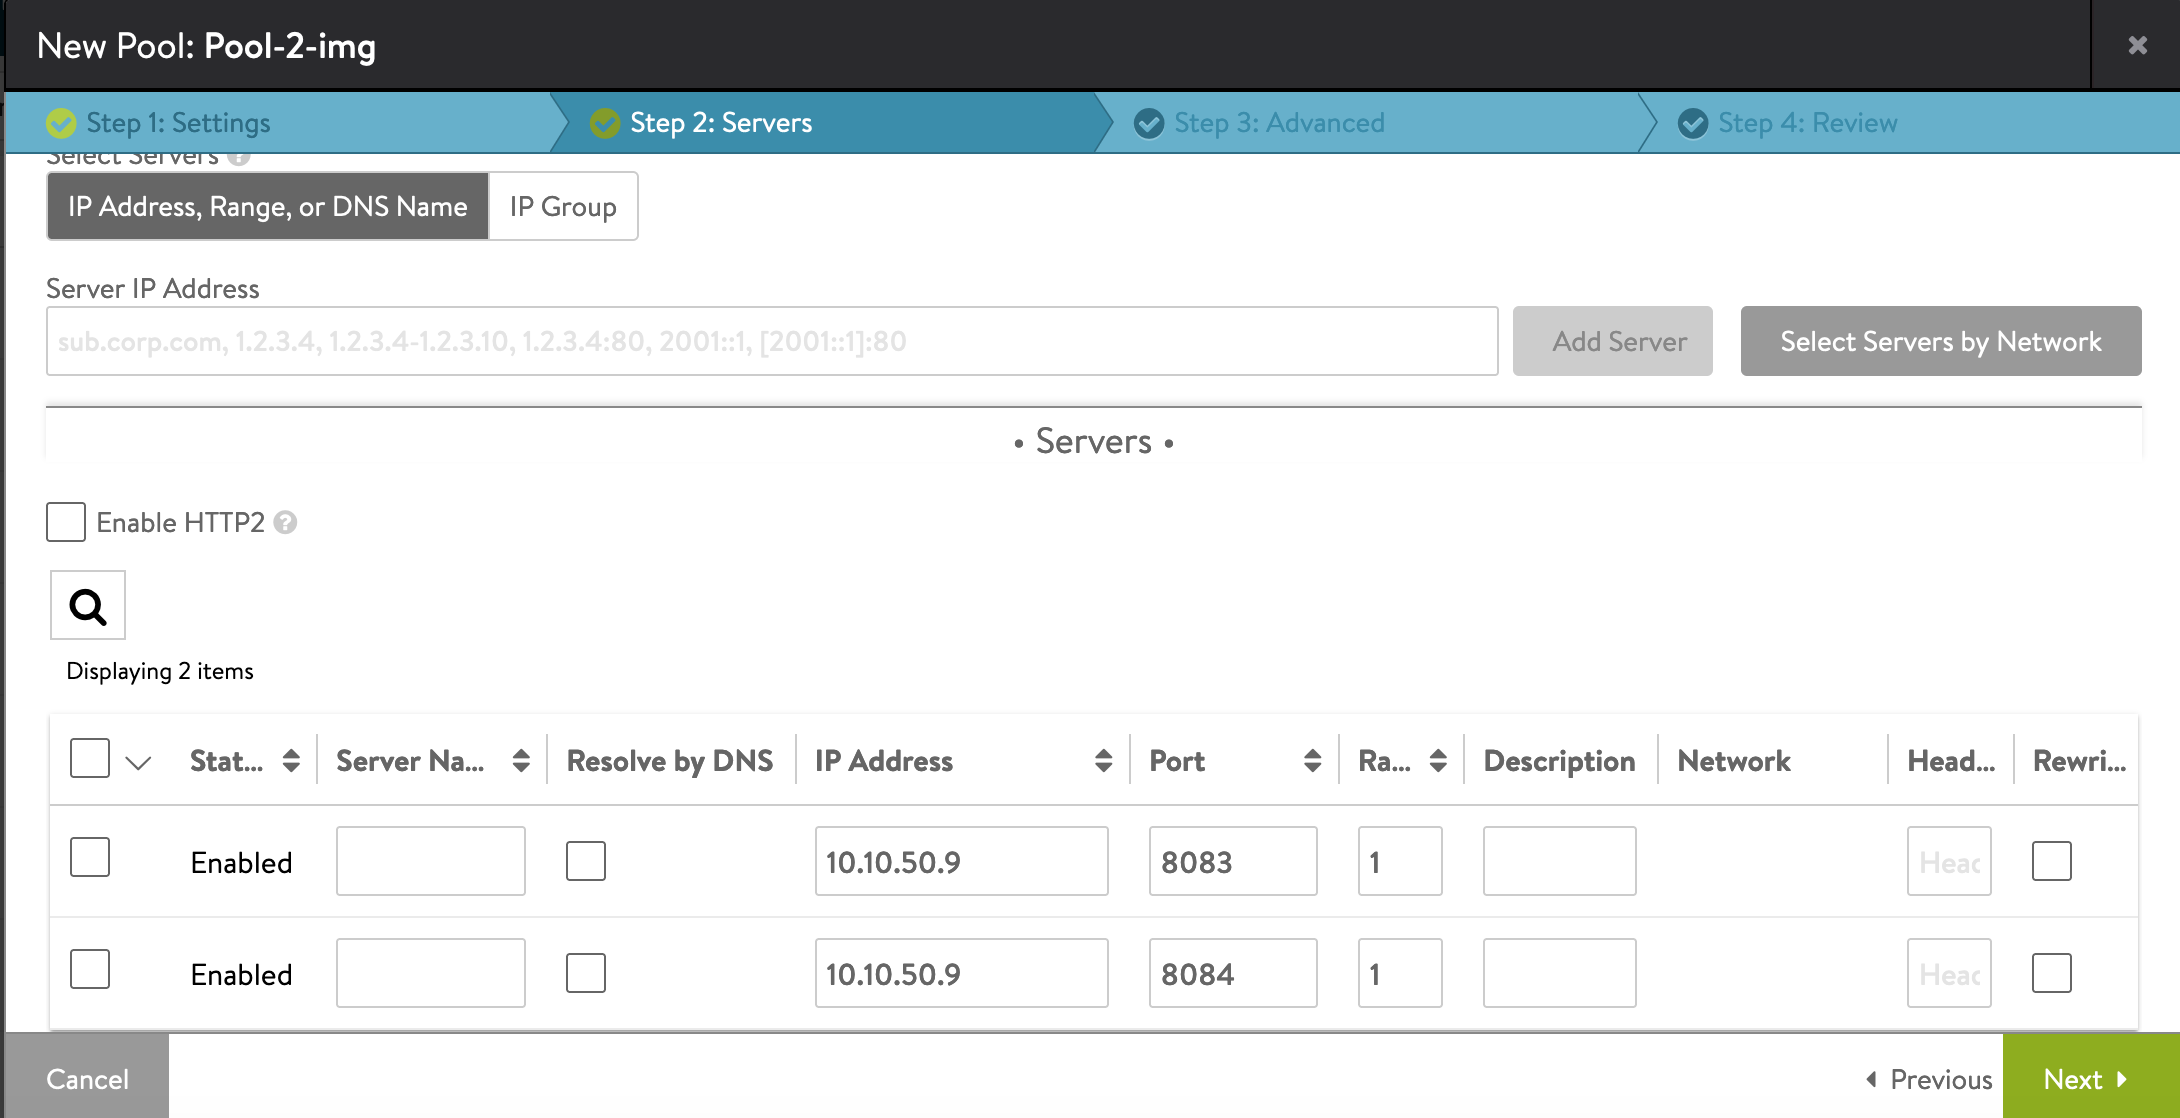 New Pool: Pool-2-img
Step 1: Settings
Step 2: Servers
Step 3: Advanced
Step 4: Review
Select Servers
IP Address, Range, or DNS Name
IP Group
Server IP Address
sub.corp.com, 1.2.3.4, 1.2.3.4-1.2.3.10, 1.2.3.4:80, 2001::1, [2001::1]:80
Add Server
Select Servers by Network
• Servers •
Enable HTTP2
Displaying 2 items
Stat... Server Na... Resolve by DNS IP Address Port Ra... Description Network Head... Rewri...
Enabled 10.10.50.9 8083 1 Head
Enabled 10.10.50.9 8084 1 Head
Cancel
Previous
Next